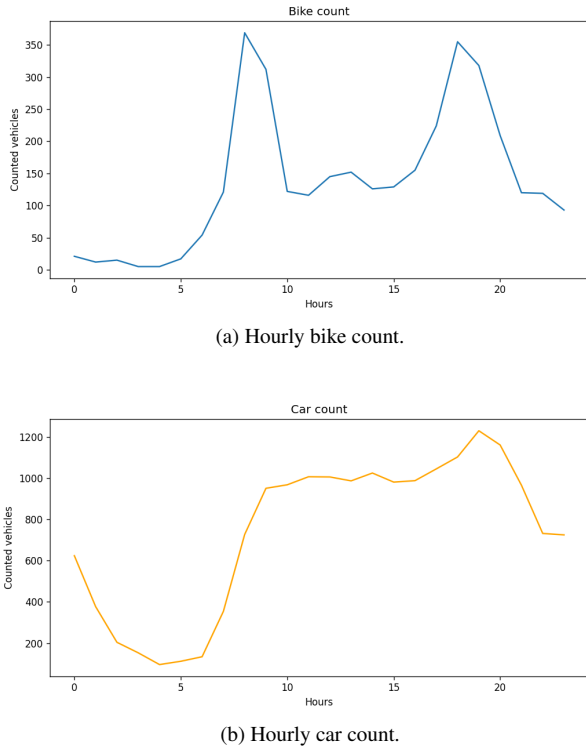 Bike count
350
300
250
200
150
100
50
0
Counted vehicles
0 5 10 15 20
Hours
(a) Hourly bike count.
Car count
1200
1000
800
600
400
200
Counted vehicles
0 5 10 15 20
Hours
(b) Hourly car count.